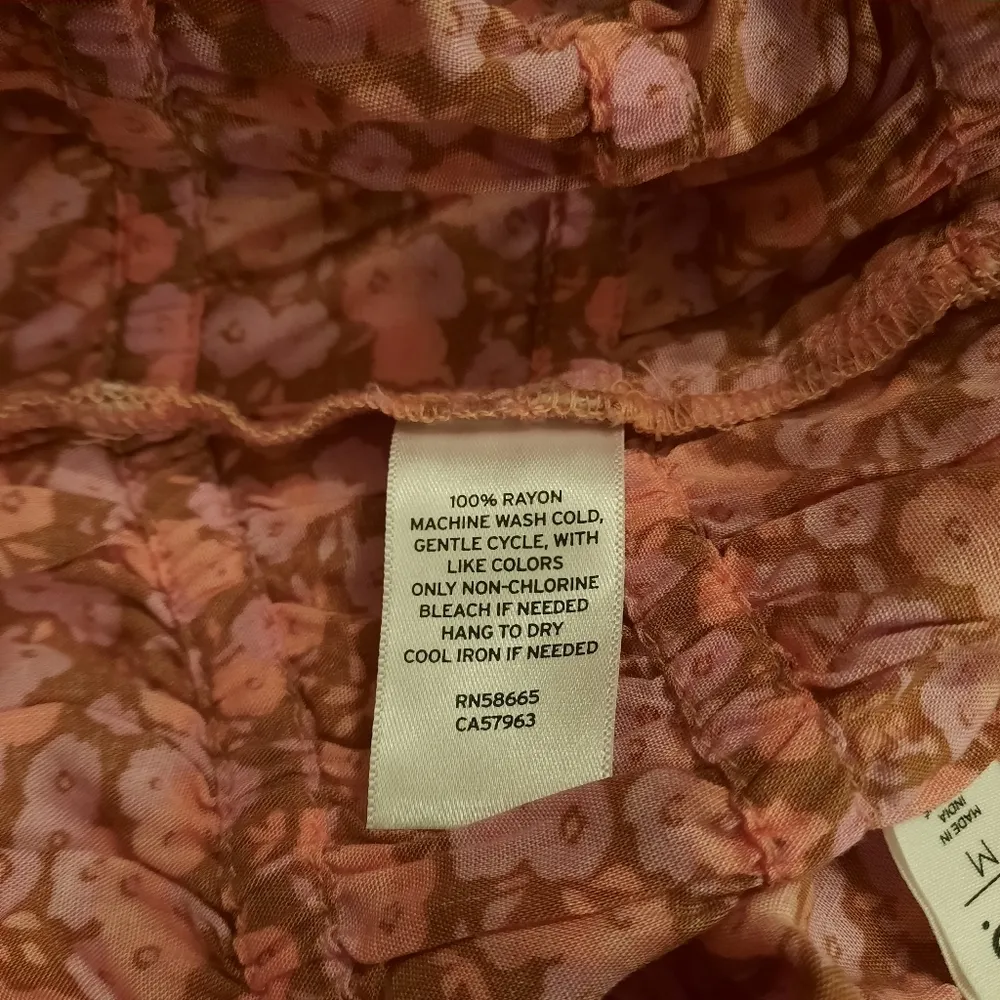 100% RAYON
MACHINE WASH COLD,
GENTLE CYCLE, WITH
LIKE COLORS
ONLY NON-CHLORINE
BLEACH IF NEEDED
HANG TO DRY
COOL IRON IF NEEDED
RN58665
CA57963
MADE IN
INDIA
M